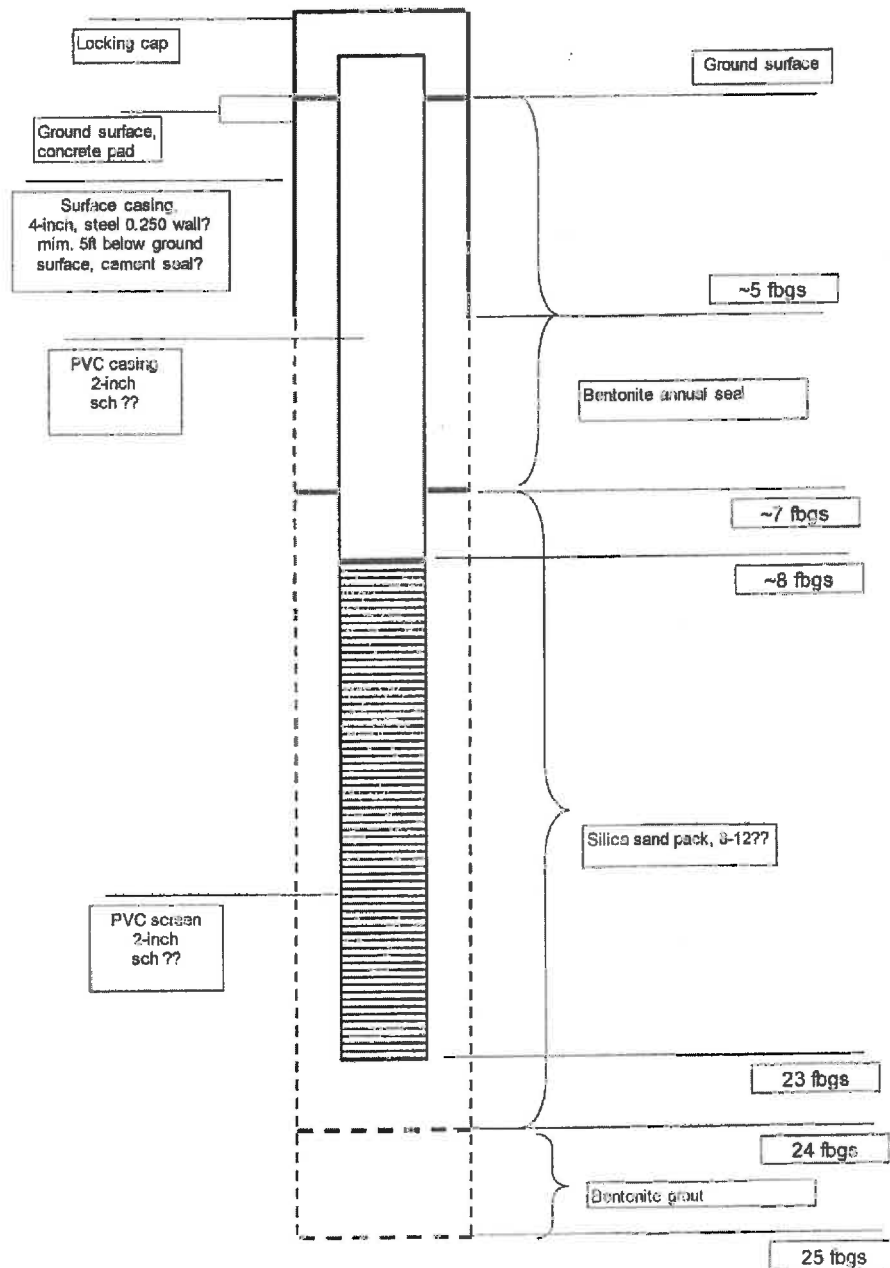 Locking cap
Ground surface
Ground surface,
concrete pad
Surface casing,
4-inch, steel 0.250 wall?
mim. 5ft below ground
surface, cement seal?
~5 fbgs
PVC casing
2-inch
sch ??
Bentonite annual seal
~7 fbgs
~8 fbgs
Silica sand pack, 8-12??
PVC screen
2-inch
sch ??
23 fbgs
24 fbgs
Bentonite grout
25 fbgs